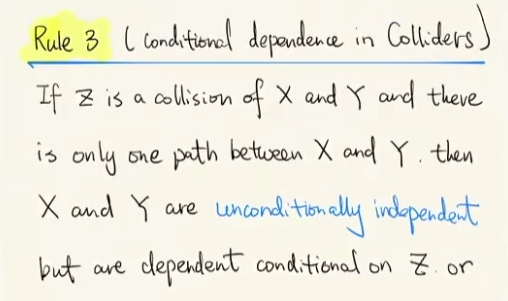 Rule 3 (conditional dependence in Colliders)
If Z is a collision of X and Y and there
is only one path between X and Y. then
X and Y are unconditionally independent
but are dependent conditional on Z. or